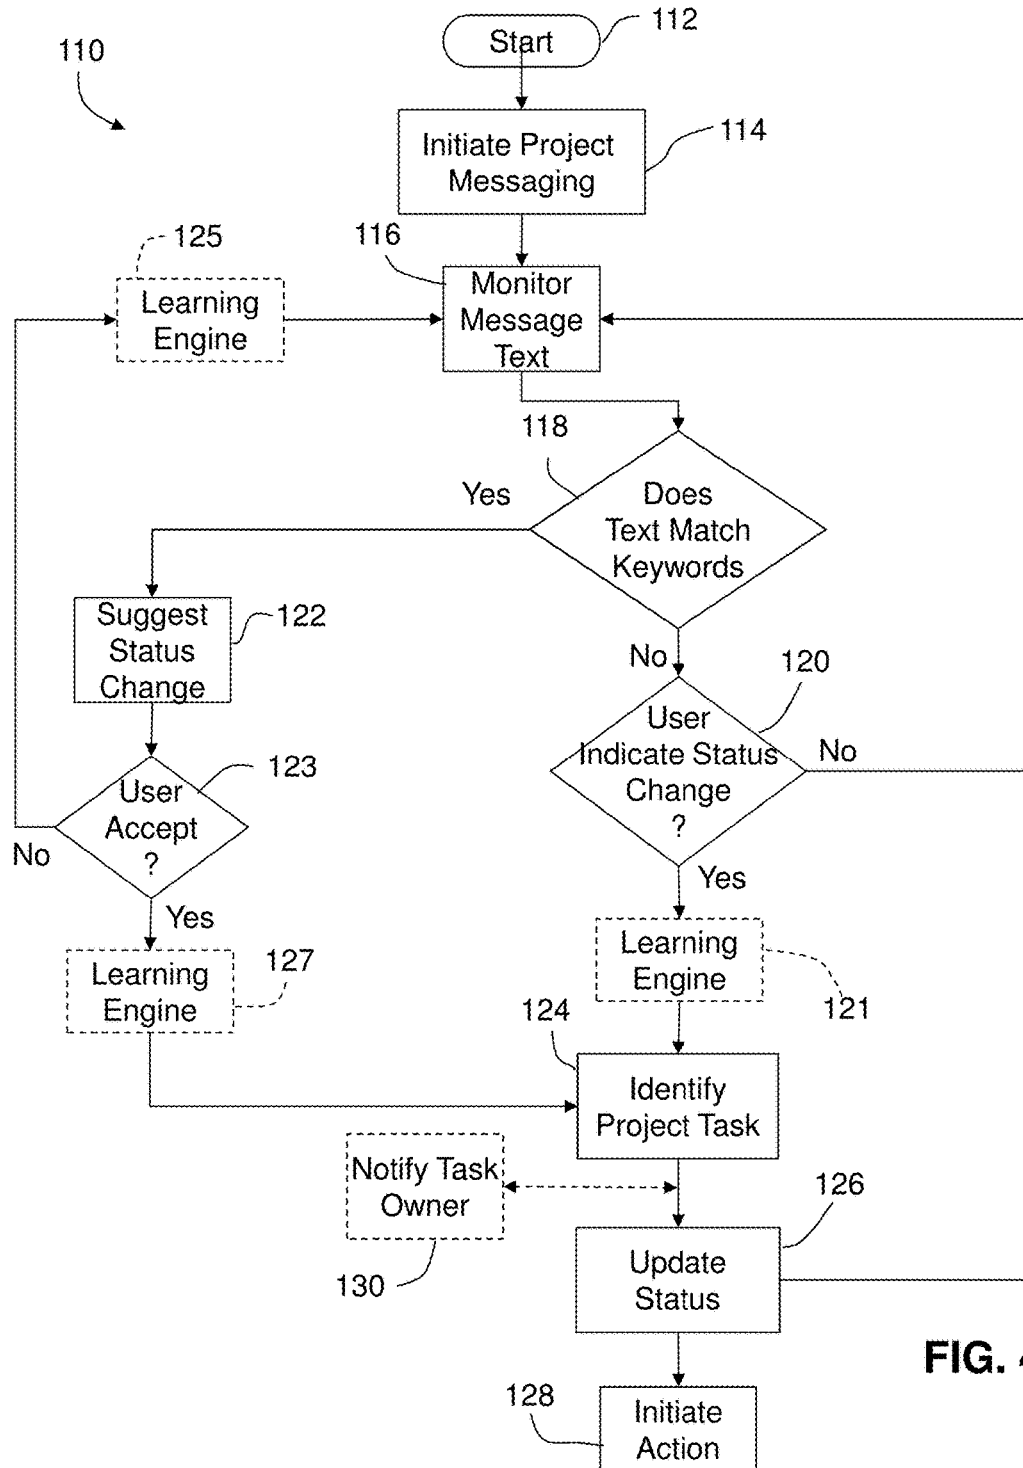 112
Start
110
Initiate Project
Messaging
114
116
125
Learning
Engine
Monitor
Message
Text
118
Yes
Does
Text Match
Keywords
Suggest
Status
Change
122
No
120
User
Indicate Status
Change
?
No
123
User
Accept
?
No
Yes
Yes
Learning
Engine
127
Learning
Engine
121
124
Identify
Project Task
Notify Task
Owner
130
126
Update
Status
FIG.
128
Initiate
Action